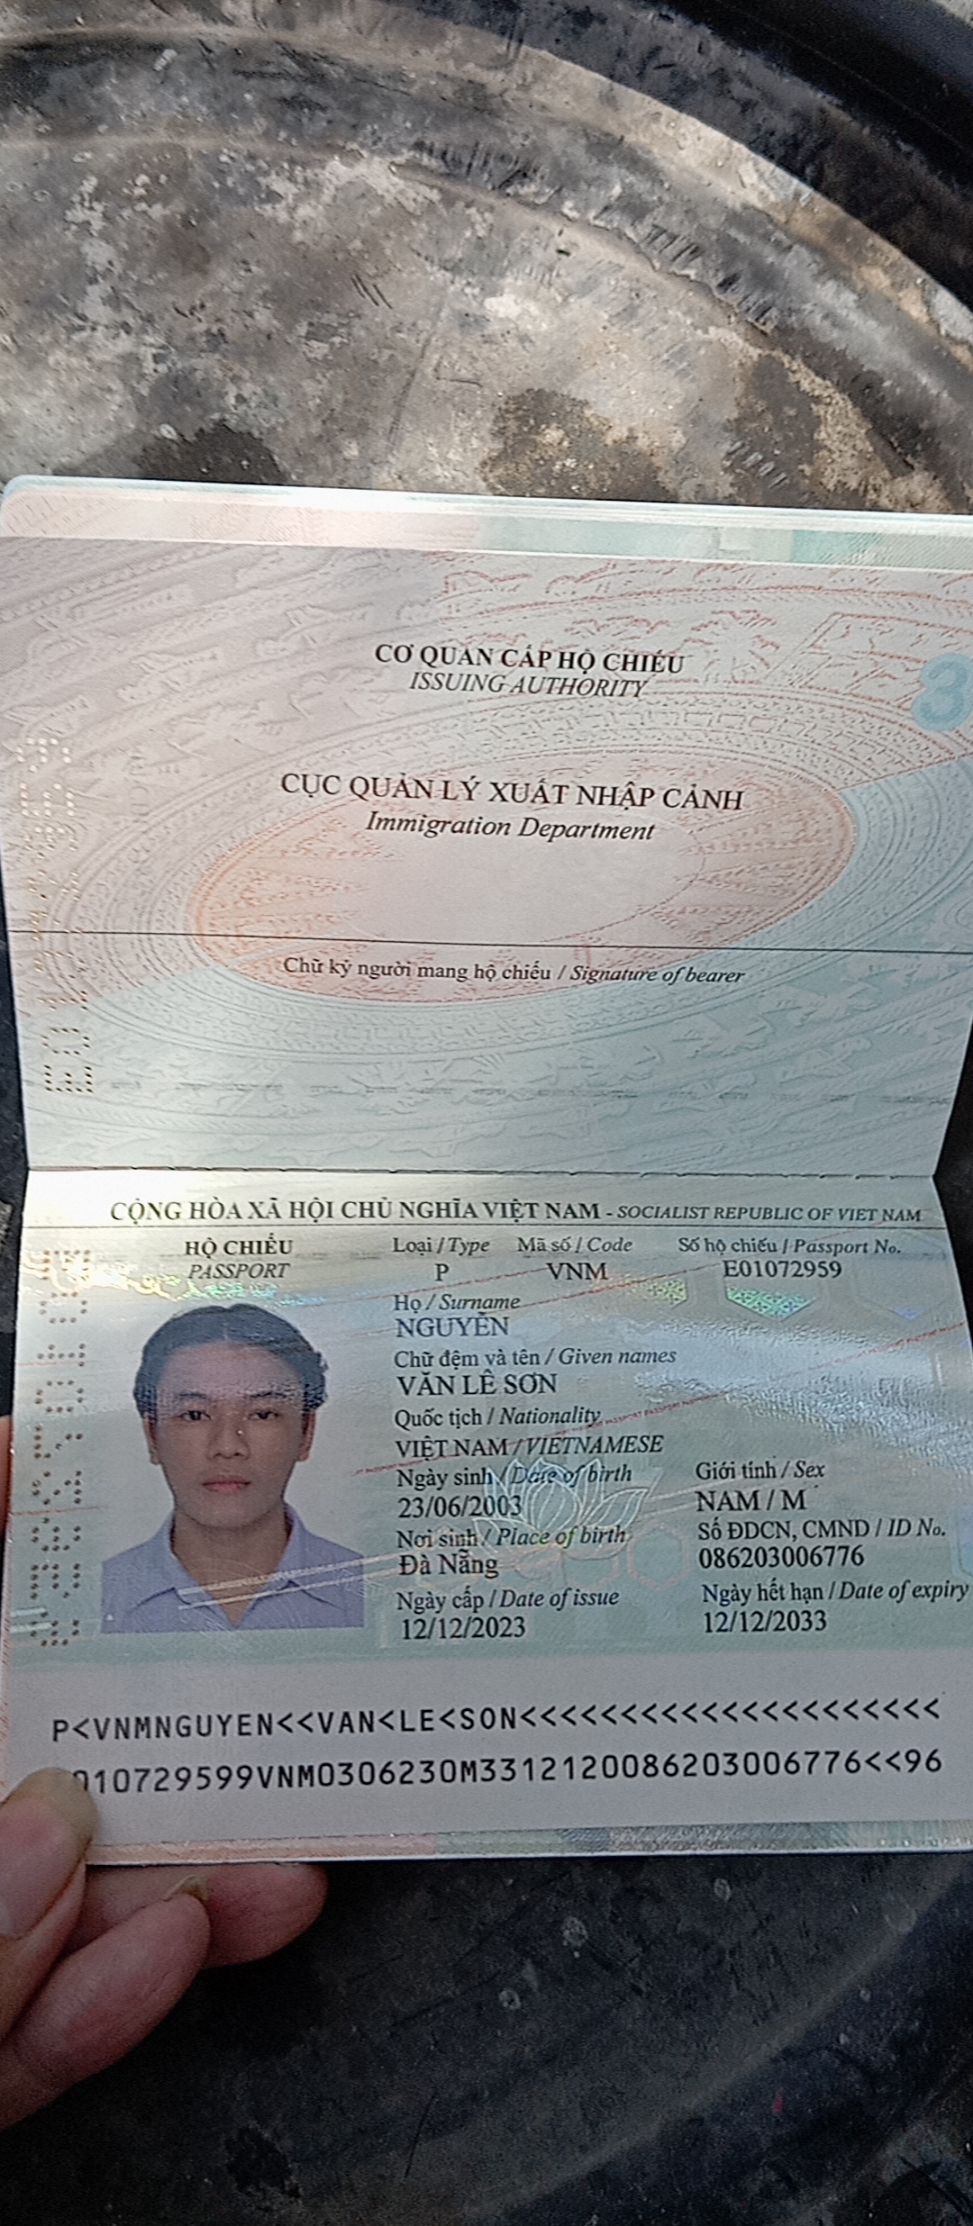 3
CƠ QUAN CẤP HỘ CHIẾU
ISSUING AUTHORITY
CỤC QUẢN LÝ XUẤT NHẬP CẢNH
Immigration Department
Chữ ký người mang hộ chiếu / Signature of bearer
CỘNG HÒA XÃ HỘI CHỦ NGHĨA VIỆT NAM - SOCIALIST REPUBLIC OF VIET NAM
HỘ CHIẾU
PASSPORT
Loại / Type Mã số / Code Số hộ chiếu / Passport No.
P VNM E01072959
Họ / Surname
NGUYỄN
Chữ đệm và tên / Given names
VĂN LÊ SƠN
Quốc tịch / Nationality
VIỆT NAM / VIETNAMESE
Ngày sinh / Date of birth Giới tính / Sex
23/06/2003 NAM / M
Nơi sinh / Place of birth Số ĐDCN, CMND / ID No.
Đà Nẵng 086203006776
Ngày cấp / Date of issue Ngày hết hạn / Date of expiry
12/12/2023 12/12/2033
P<VNMNGUYEN<<VAN<LE<SON<<<<<<<<<<<<<<<<<<<<<
010729599VNM0306230M3312120086203006776<<96